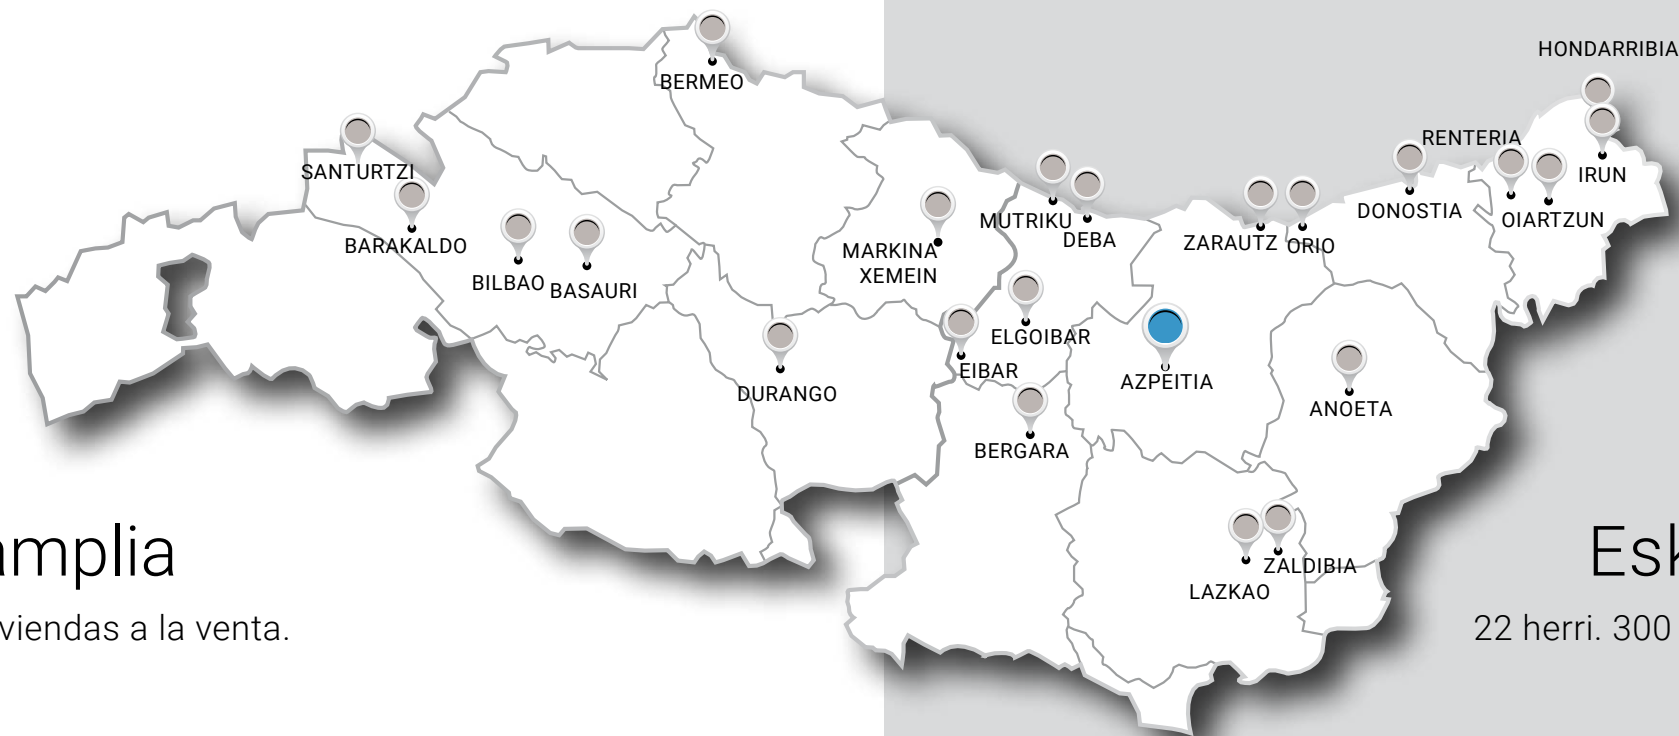 HONDARRIBIA
BERMEO
RENTERIA
SANTURTZI
IRUN
DONOSTIA
OIARTZUN
MUTRIKU
DEBA
ZARAUTZ
ORIO
BARAKALDO
MARKINA
XEMEIN
BILBAO
BASAURI
ELGOIBAR
EIBAR
AZPEITIA
DURANGO
ANOETA
BERGARA
ZALDIBIA
LAZKAO
amplia
viendas a la venta.
Esk
22 herri. 300